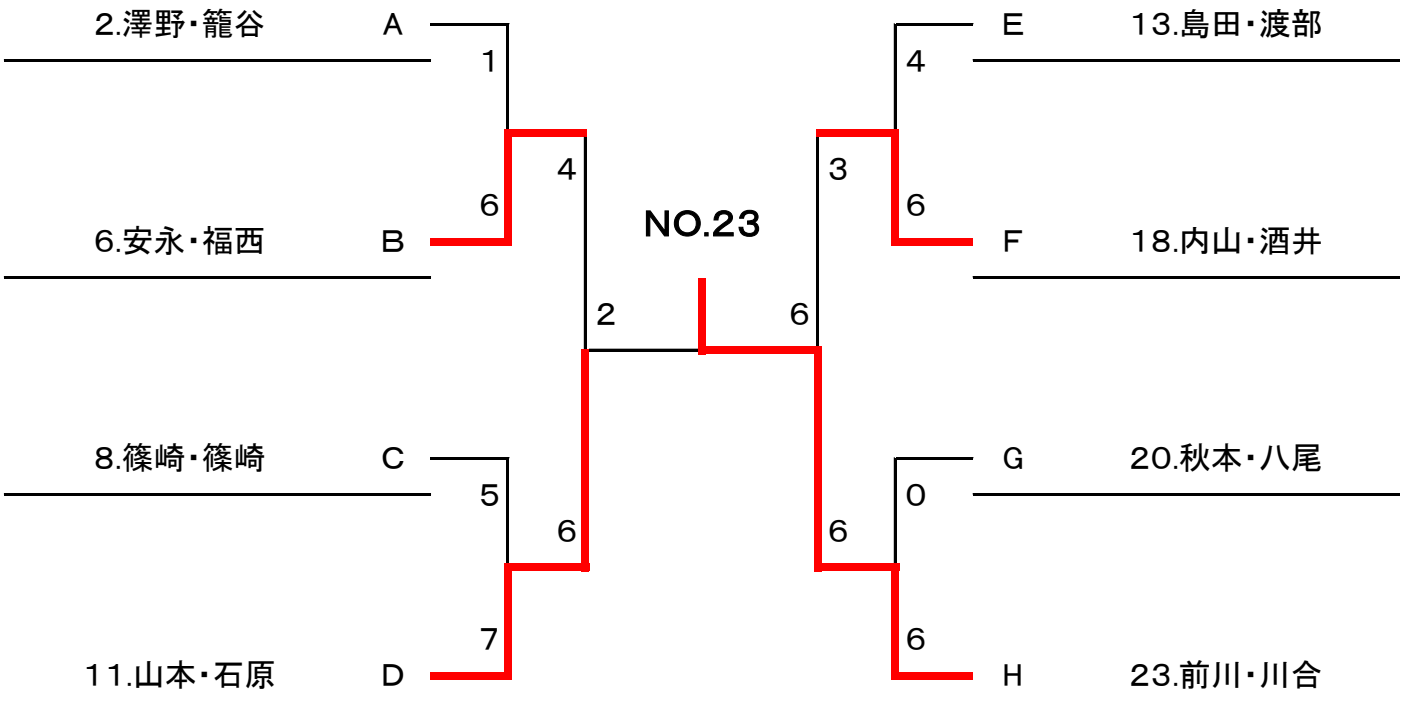 2.澤野・籠谷 A
E 13.島田・渡部
1
4
4
3
6
6
6.安永・福西 B
NO.23
F 18.内山・酒井
2
6
8.篠崎・篠崎 C
G 20.秋本・八尾
5
0
6
6
7
6
11.山本・石原 D
H 23.前川・川合